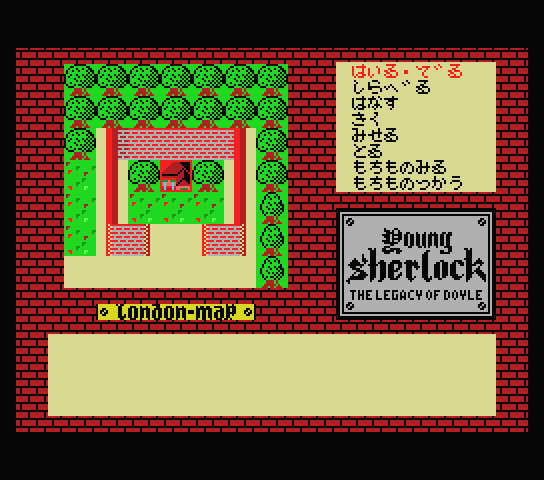 はいる・でる
しらべる
はなす
きく
みせる
とる
もちものみる
もちものつかう
Young
Sherlock
THE LEGACY OF DOYLE
London-map